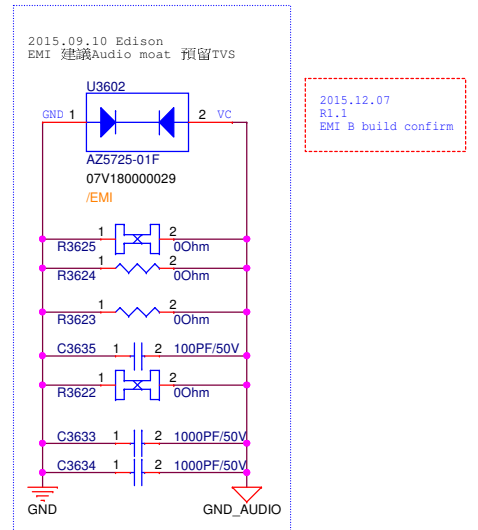 2015.09.10 Edison
EMI 建議Audio moat 預留TVS
U3602
GND 1 2 VC
AZ5725-01F
07V180000029
/EMI
2015.12.07
R1.1
EMI B build confirm
1 2
R3625 0Ohm
1 2
R3624 0Ohm
1 2
R3623 0Ohm
C3635 1 2 100PF/50V
1 2
R3622 0Ohm
C3633 1 2 1000PF/50V
C3634 1 2 1000PF/50V
GND GND_AUDIO